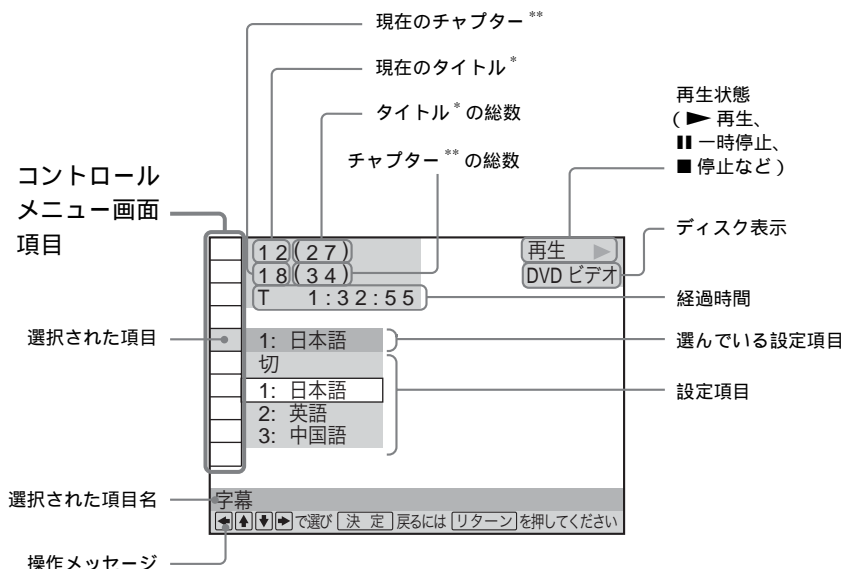 現在のチャプター**
現在のタイトル*
タイトル*の総数
チャプター**の総数
再生状態
(▶ 再生、
⏸ 一時停止、
■ 停止など)
コントロール
メニュー画面
項目
ディスク表示
12(27)
再生 ▶
18(34)
DVDビデオ
T 1:32:55
経過時間
選択された項目
1: 日本語
選んでいる設定項目
切
1: 日本語
設定項目
2: 英語
3: 中国語
選択された項目名
字幕
←↑↓→で選び 決 定 戻るには リターン を押してください
操作メッセージ